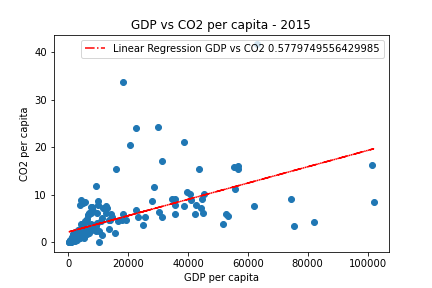 GDP vs CO2 per capita - 2015
Linear Regression GDP vs CO2 0.5779749556429985
CO2 per capita
40
30
20
10
0
0
20000
40000
60000
80000
100000
GDP per capita